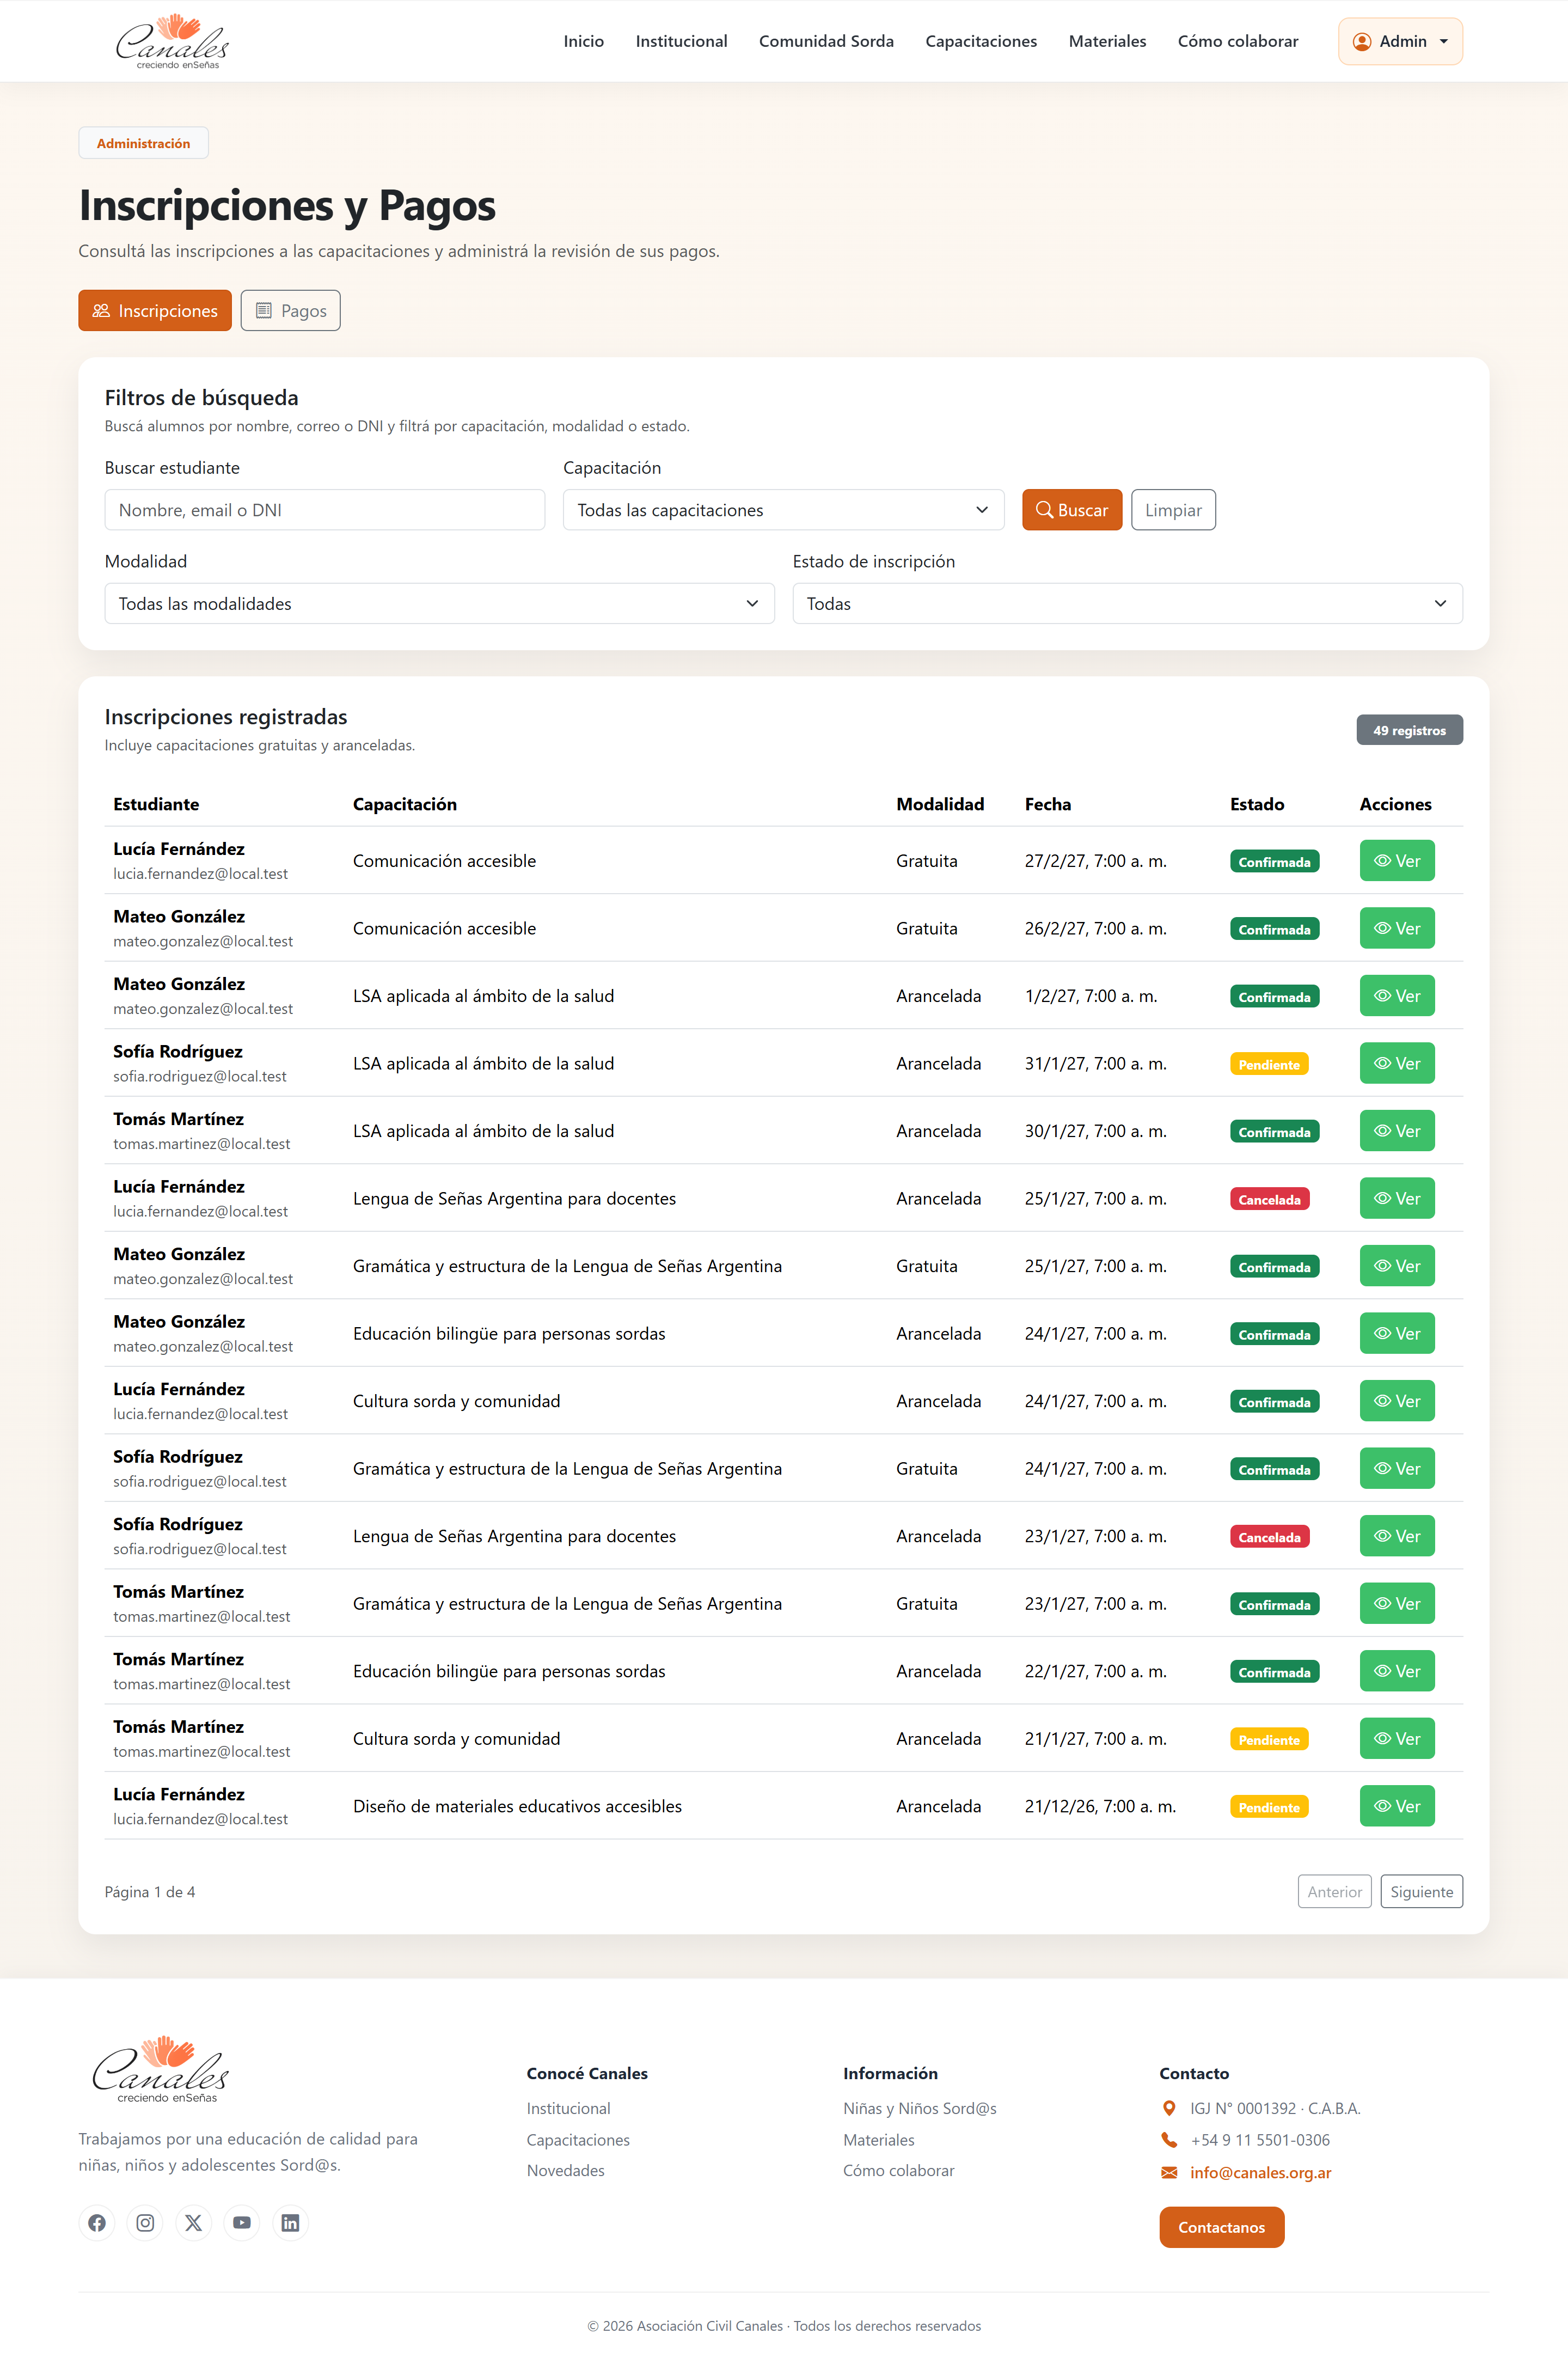 Canales
creciendo enSeñas
Inicio Institucional Comunidad Sorda Capacitaciones Materiales Cómo colaborar Admin
Administración
Inscripciones y Pagos
Consultá las inscripciones a las capacitaciones y administrá la revisión de sus pagos.
Inscripciones Pagos
Filtros de búsqueda
Buscá alumnos por nombre, correo o DNI y filtrá por capacitación, modalidad o estado.
Buscar estudiante Capacitación
Nombre, email o DNI Todas las capacitaciones Buscar Limpiar
Modalidad Estado de inscripción
Todas las modalidades Todas
Inscripciones registradas
Incluye capacitaciones gratuitas y aranceladas.
49 registros
Estudiante Capacitación Modalidad Fecha Estado Acciones
Lucía Fernández
lucia.fernandez@local.test
Comunicación accesible Gratuita 27/2/27, 7:00 a. m. Confirmada Ver
Mateo González
mateo.gonzalez@local.test
Comunicación accesible Gratuita 26/2/27, 7:00 a. m. Confirmada Ver
Mateo González
mateo.gonzalez@local.test
LSA aplicada al ámbito de la salud Arancelada 1/2/27, 7:00 a. m. Confirmada Ver
Sofía Rodríguez
sofia.rodriguez@local.test
LSA aplicada al ámbito de la salud Arancelada 31/1/27, 7:00 a. m. Pendiente Ver
Tomás Martínez
tomas.martinez@local.test
LSA aplicada al ámbito de la salud Arancelada 30/1/27, 7:00 a. m. Confirmada Ver
Lucía Fernández
lucia.fernandez@local.test
Lengua de Señas Argentina para docentes Arancelada 25/1/27, 7:00 a. m. Cancelada Ver
Mateo González
mateo.gonzalez@local.test
Gramática y estructura de la Lengua de Señas Argentina Gratuita 25/1/27, 7:00 a. m. Confirmada Ver
Mateo González
mateo.gonzalez@local.test
Educación bilingüe para personas sordas Arancelada 24/1/27, 7:00 a. m. Confirmada Ver
Lucía Fernández
lucia.fernandez@local.test
Cultura sorda y comunidad Arancelada 24/1/27, 7:00 a. m. Confirmada Ver
Sofía Rodríguez
sofia.rodriguez@local.test
Gramática y estructura de la Lengua de Señas Argentina Gratuita 24/1/27, 7:00 a. m. Confirmada Ver
Sofía Rodríguez
sofia.rodriguez@local.test
Lengua de Señas Argentina para docentes Arancelada 23/1/27, 7:00 a. m. Cancelada Ver
Tomás Martínez
tomas.martinez@local.test
Gramática y estructura de la Lengua de Señas Argentina Gratuita 23/1/27, 7:00 a. m. Confirmada Ver
Tomás Martínez
tomas.martinez@local.test
Educación bilingüe para personas sordas Arancelada 22/1/27, 7:00 a. m. Confirmada Ver
Tomás Martínez
tomas.martinez@local.test
Cultura sorda y comunidad Arancelada 21/1/27, 7:00 a. m. Pendiente Ver
Lucía Fernández
lucia.fernandez@local.test
Diseño de materiales educativos accesibles Arancelada 21/12/26, 7:00 a. m. Pendiente Ver
Página 1 de 4 Anterior Siguiente
Canales
creciendo enSeñas
Trabajamos por una educación de calidad para
niñas, niños y adolescentes Sord@s.
Conocé Canales
Institucional
Capacitaciones
Novedades
Información
Niñas y Niños Sord@s
Materiales
Cómo colaborar
Contacto
IGJ N° 0001392 · C.A.B.A.
+54 9 11 5501-0306
info@canales.org.ar
Contactanos
© 2026 Asociación Civil Canales · Todos los derechos reservados